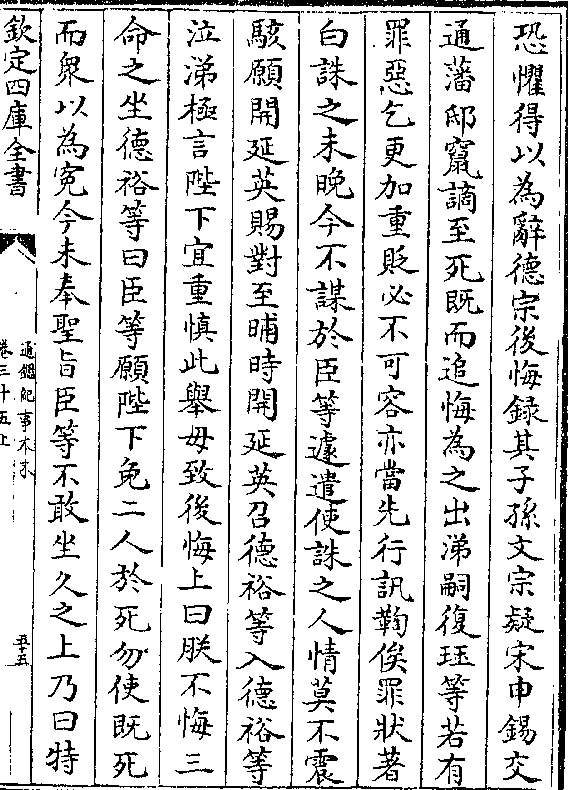 恐懼得以為辭德宗後悔録其子孫文宗疑宋申錫交
通藩邸竄謫至死既而追悔為之出涕嗣復珏等若有
罪惡乞更加重貶必不可容亦當先行訊鞫俟罪狀著
白誅之未晚今不謀於臣等遽遣使誅之人情莫不震
駭願開延英賜對至晡時開延英召德裕等入德裕等
泣涕極言陛下宜重慎此舉毋致後悔上曰朕不悔三
命之坐德裕等曰臣等願陛下免二人於死勿使既死
而衆以為寃今未奉聖旨臣等不敢坐久之上乃曰特
欽定四庫全書
通鑑紀事本末
卷三十五上
五十五